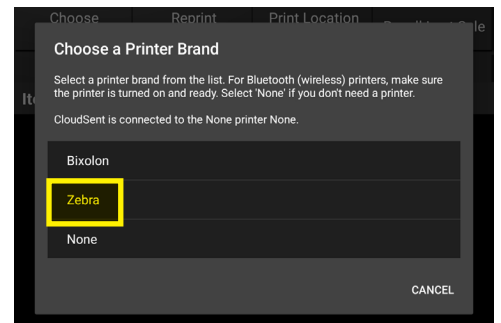 Choose Reprint Print Location
Choose a Printer Brand
Select a printer brand from the list. For Bluetooth (wireless) printers, make sure
the printer is turned on and ready. Select 'None' if you don't need a printer.
CloudSent is connected to the None printer None.
Bixolon
Zebra
None
CANCEL